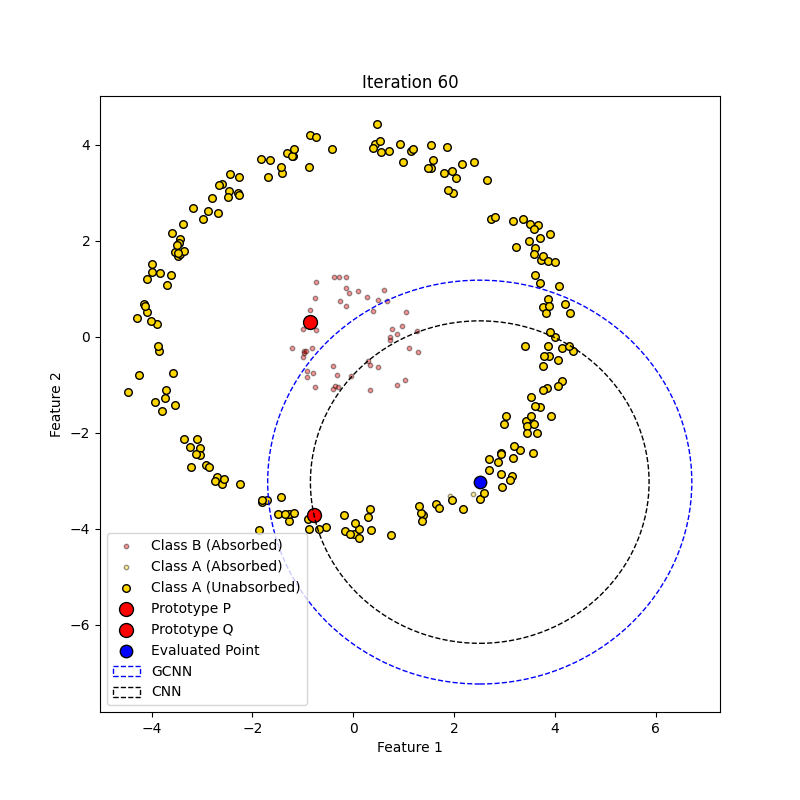 Iteration 60
4
2
0
−2
−4
−6
Feature 2
Class B (Absorbed)
Class A (Absorbed)
Class A (Unabsorbed)
Prototype P
Prototype Q
Evaluated Point
GCNN
CNN
−4
−2
0
2
4
6
Feature 1